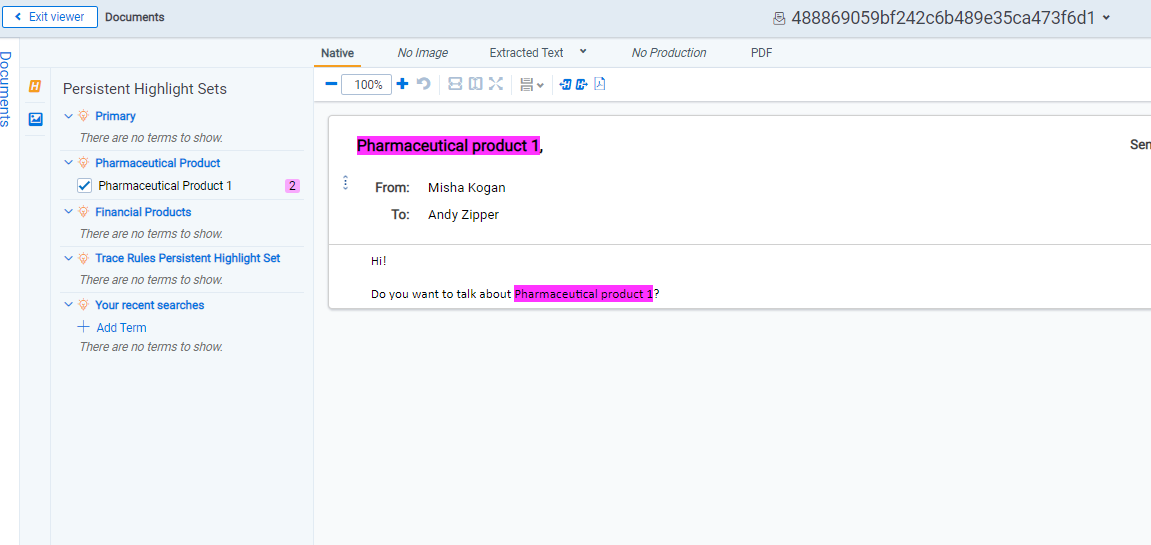 Exit viewer Documents 488869059bf242c6b489e35ca473f6d1
Documents
Native No Image Extracted Text No Production PDF
100%
Persistent Highlight Sets
Primary
There are no terms to show.
Pharmaceutical Product
Pharmaceutical Product 1 2
Financial Products
There are no terms to show.
Trace Rules Persistent Highlight Set
There are no terms to show.
Your recent searches
Add Term
There are no terms to show.
Pharmaceutical product 1, Sen
From: Misha Kogan
To: Andy Zipper
Hi!
Do you want to talk about Pharmaceutical product 1?